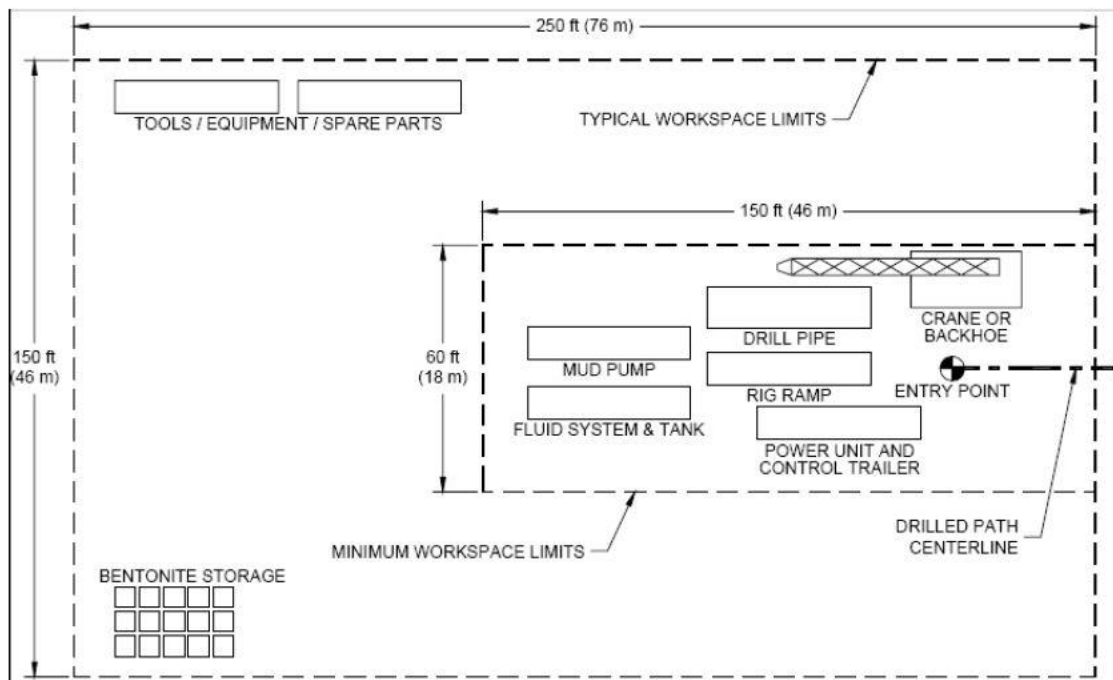 250 ft (76 m)
TOOLS / EQUIPMENT / SPARE PARTS
TYPICAL WORKSPACE LIMITS
150 ft (46 m)
150 ft
(46 m)
60 ft
(18 m)
CRANE OR
BACKHOE
DRILL PIPE
MUD PUMP
RIG RAMP
ENTRY POINT
FLUID SYSTEM & TANK
POWER UNIT AND
CONTROL TRAILER
MINIMUM WORKSPACE LIMITS
DRILLED PATH
CENTERLINE
BENTONITE STORAGE